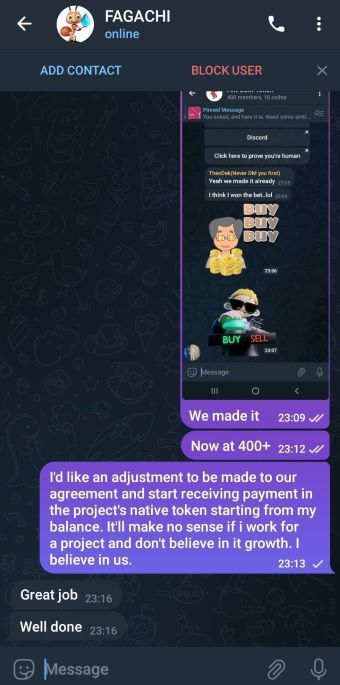 FAGACHI
online
ADD CONTACT
BLOCK USER
400 members, 16 online
Pinned Message
You asked, and here it is. Need some
Discord
Click here to prove you're human
TheoDek(Never DM you first)
Yeah we made it already 23:05
I think I won the bet..lol
BUY
BUY
BUY
23:06
BUY SELL
23:07
Message
We made it 23:09
Now at 400+ 23:12
I'd like an adjustment to be made to our
agreement and start receiving payment in
the project's native token starting from my
balance. It'll make no sense if i work for
a project and don't believe in it growth. I
believe in us.
23:13
Great job 23:16
Well done 23:16
Message